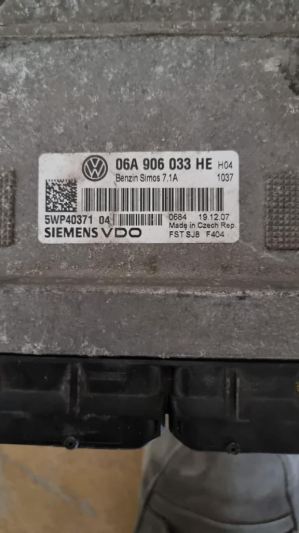 06A 906 033 HE H04
Benzin Simos 7.1A 1037
5WP40371 04 0684 19.12.07
Made in Czech Rep.
SIEMENS VDO FST SJB F404